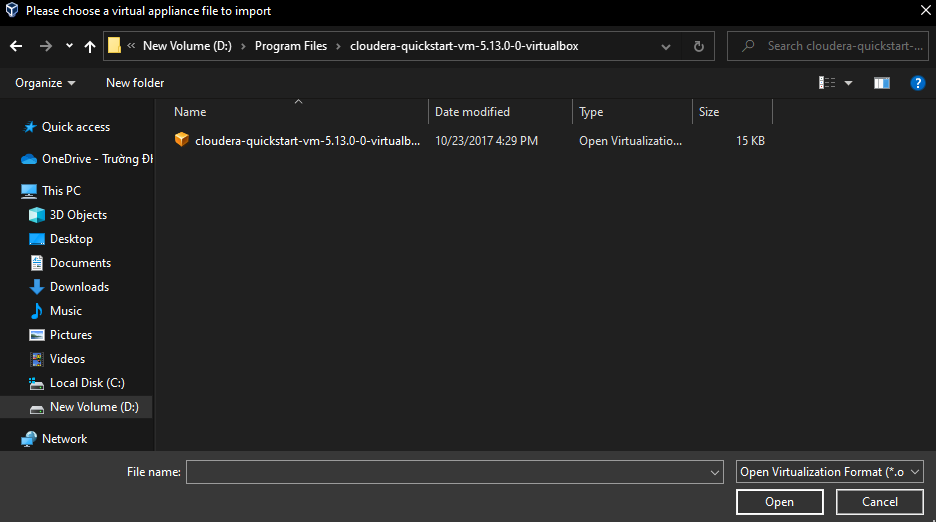 Please choose a virtual appliance file to import
« New Volume (D:) › Program Files › cloudera-quickstart-vm-5.13.0-0-virtualbox
Search cloudera-quickstart-...
Organize
New folder
Name
Date modified
Type
Size
cloudera-quickstart-vm-5.13.0-0-virtualb...
10/23/2017 4:29 PM
Open Virtualizatio...
15 KB
Quick access
OneDrive - Trường ĐH
This PC
3D Objects
Desktop
Documents
Downloads
Music
Pictures
Videos
Local Disk (C:)
New Volume (D:)
Network
File name:
Open Virtualization Format (*.o
Open
Cancel